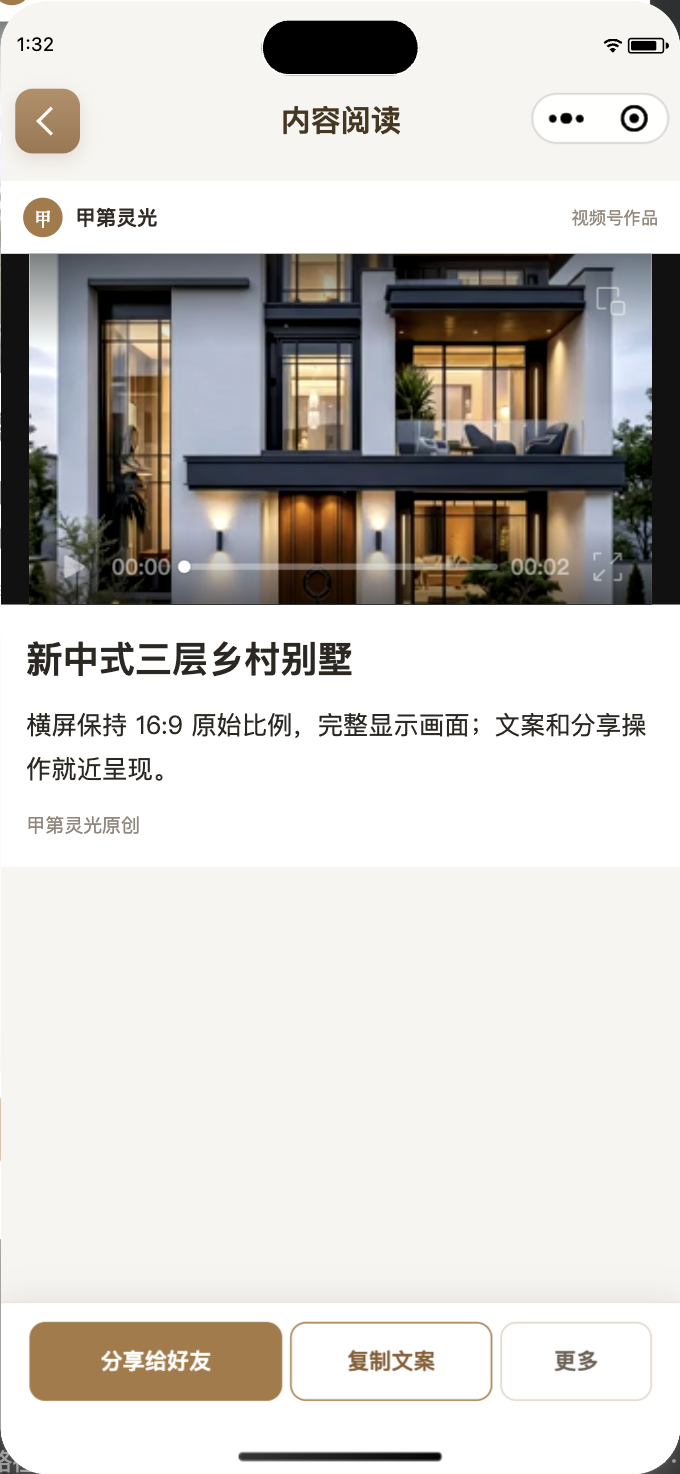 1:32
内容阅读
甲 甲第灵光 视频号作品
00:00 00:02
新中式三层乡村别墅
横屏保持 16:9 原始比例，完整显示画面；文案和分享操
作就近呈现。
甲第灵光原创
分享给好友 复制文案 更多